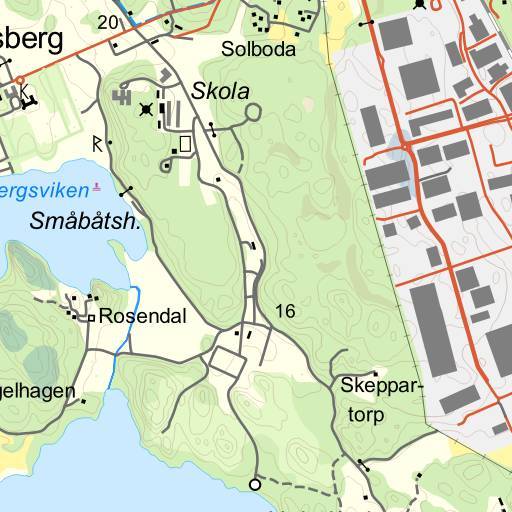 20
sberg
Solboda
K
Skola
R
ergsviken
Småbåtsh.
16
Rosendal
gelhagen
Skeppar-
torp